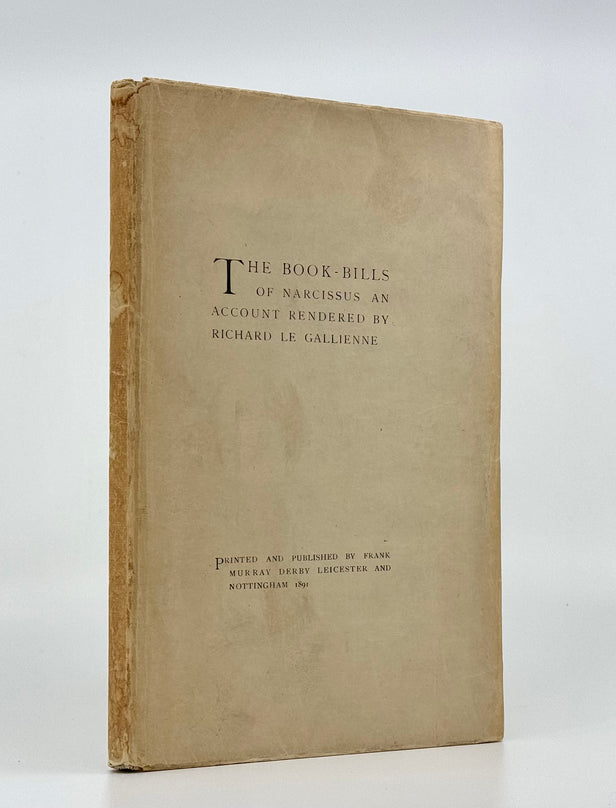 THE BOOK-BILLS
OF NARCISSUS AN
ACCOUNT RENDERED BY
RICHARD LE GALLIENNE
PRINTED AND PUBLISHED BY FRANK
MURRAY DERBY LEICESTER AND
NOTTINGHAM 1891